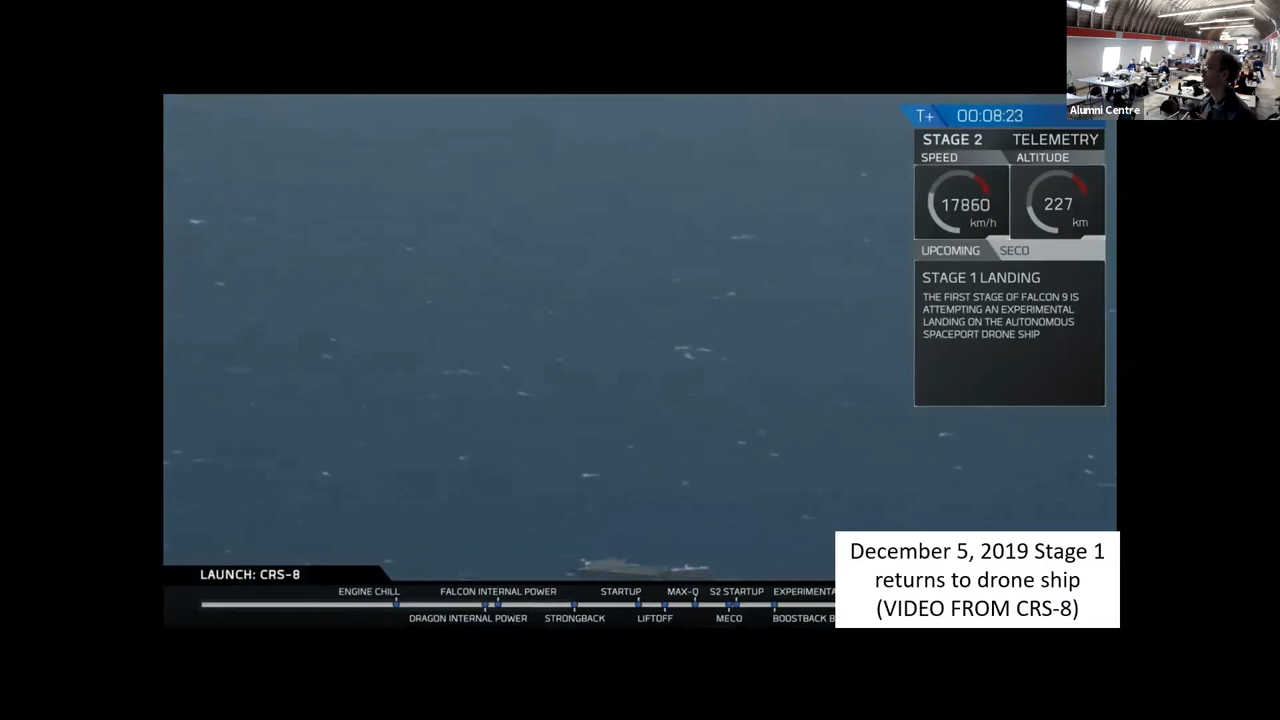 Alumni Centre
T+ 00:08:23
STAGE 2 TELEMETRY
SPEED ALTITUDE
17860 227
km/h km
UPCOMING SECO
STAGE 1 LANDING
THE FIRST STAGE OF FALCON 9 IS
ATTEMPTING AN EXPERIMENTAL
LANDING ON THE AUTONOMOUS
SPACEPORT DRONE SHIP
December 5, 2019 Stage 1
returns to drone ship
(VIDEO FROM CRS-8)
LAUNCH: CRS-8
ENGINE CHILL FALCON INTERNAL POWER STARTUP MAX-Q S2 STARTUP EXPERIMENTA
DRAGON INTERNAL POWER STRONGBACK LIFTOFF MECO BOOSTBACK B